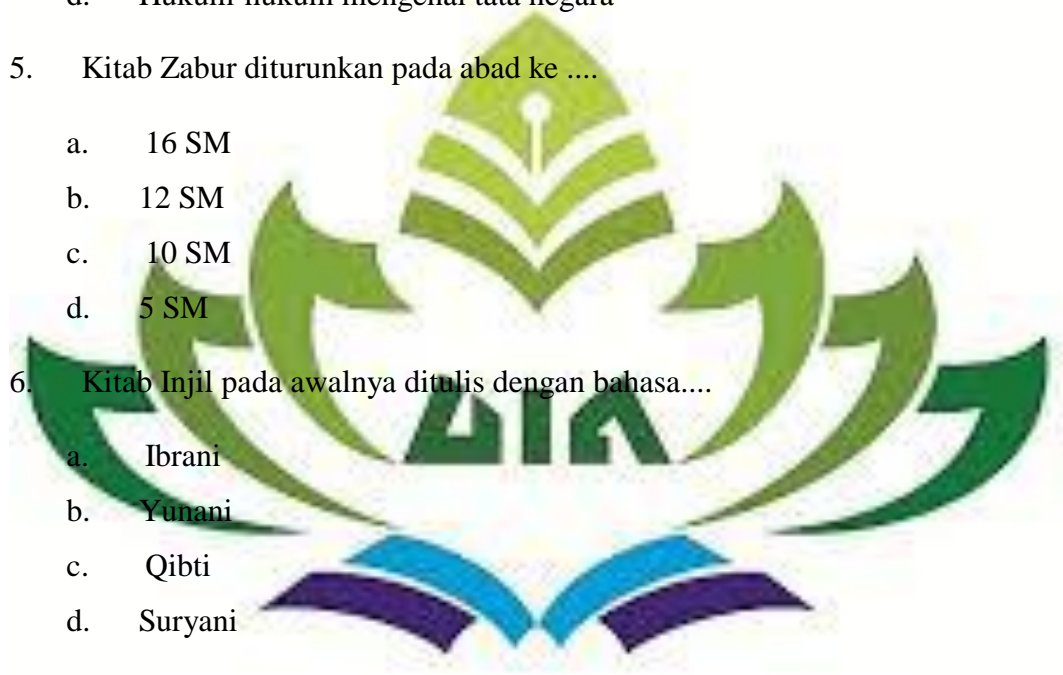 5. Kitab Zabur diturunkan pada abad ke ....
a. 16 SM
b. 12 SM
c. 10 SM
d. 5 SM
6. Kitab Injil pada awalnya ditulis dengan bahasa....
a. Ibrani
b. Yunani
c. Qibti
d. Suryani